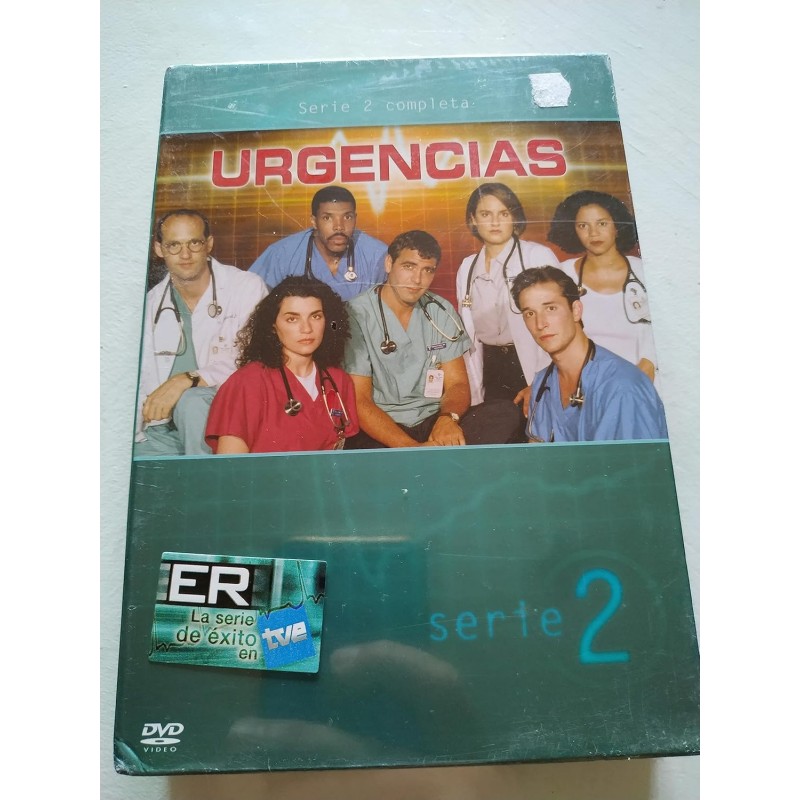 Serie 2 completa
URGENCIAS
ER
La serie
de éxito
en tve
serie 2
DVD
VIDEO